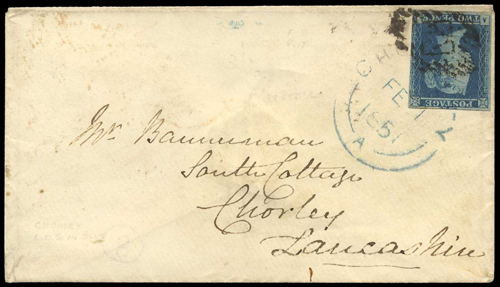 TWO PENCE
POSTAGE
FE
1851
A
Mr. Bannerman
South Cottage
Chorley
Lancashire